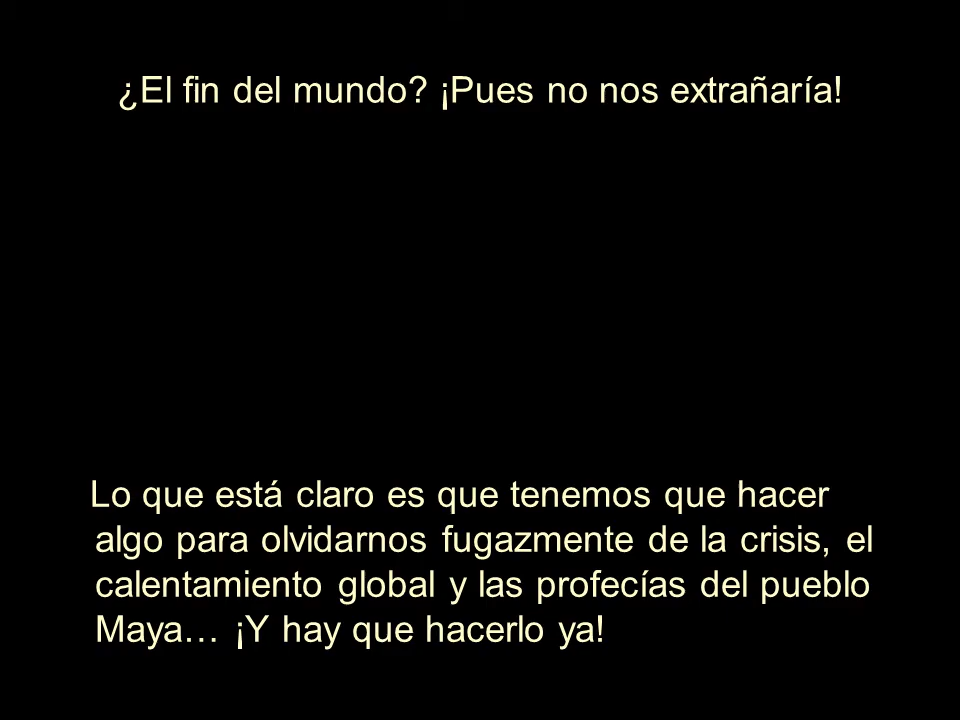 ¿El fin del mundo? ¡Pues no nos extrañaría!
Lo que está claro es que tenemos que hacer
algo para olvidarnos fugazmente de la crisis, el
calentamiento global y las profecías del pueblo
Maya… ¡Y hay que hacerlo ya!